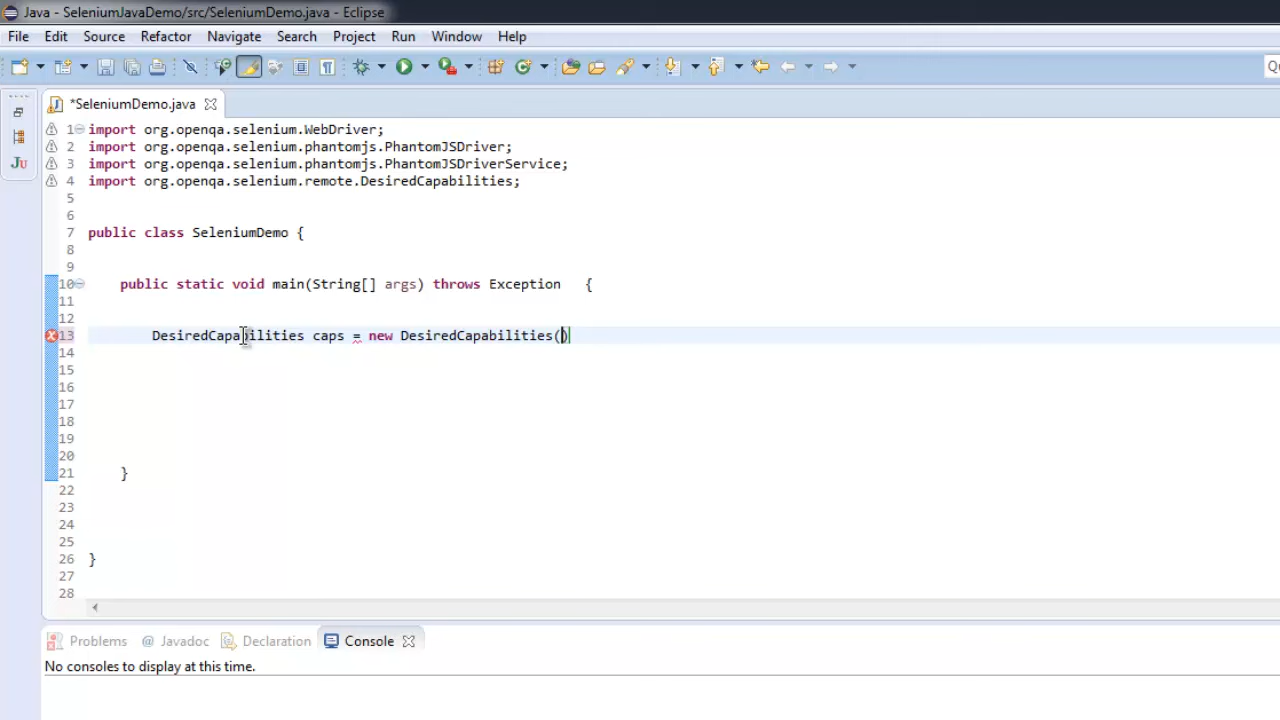 Java - SeleniumJavaDemo/src/SeleniumDemo.java - Eclipse
File Edit Source Refactor Navigate Search Project Run Window Help
Qu
*SeleniumDemo.java
1 import org.openqa.selenium.WebDriver;
2 import org.openqa.selenium.phantomjs.PhantomJSDriver;
3 import org.openqa.selenium.phantomjs.PhantomJSDriverService;
4 import org.openqa.selenium.remote.DesiredCapabilities;
5
6
7 public class SeleniumDemo {
8
9
10 public static void main(String[] args) throws Exception {
11
12
13 DesiredCapabilities caps = new DesiredCapabilities()
14
15
16
17
18
19
20
21 }
22
23
24
25
26 }
27
28
Ju
Problems @ Javadoc Declaration Console
No consoles to display at this time.